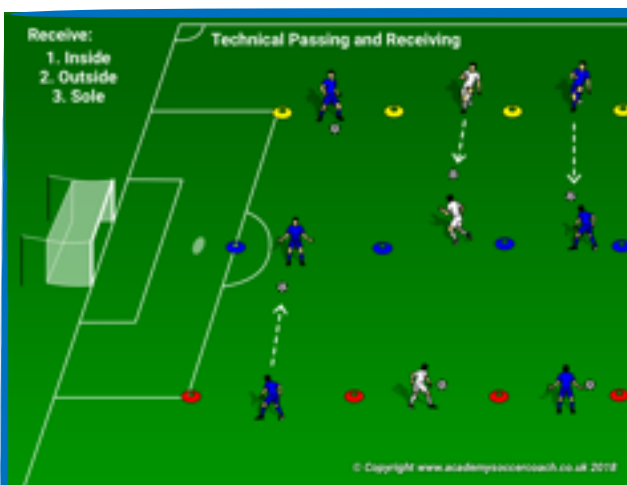 Receive:
1. Inside
2. Outside
3. Sole
Technical Passing and Receiving
© Copyright www.academysoccercoach.co.uk 2018